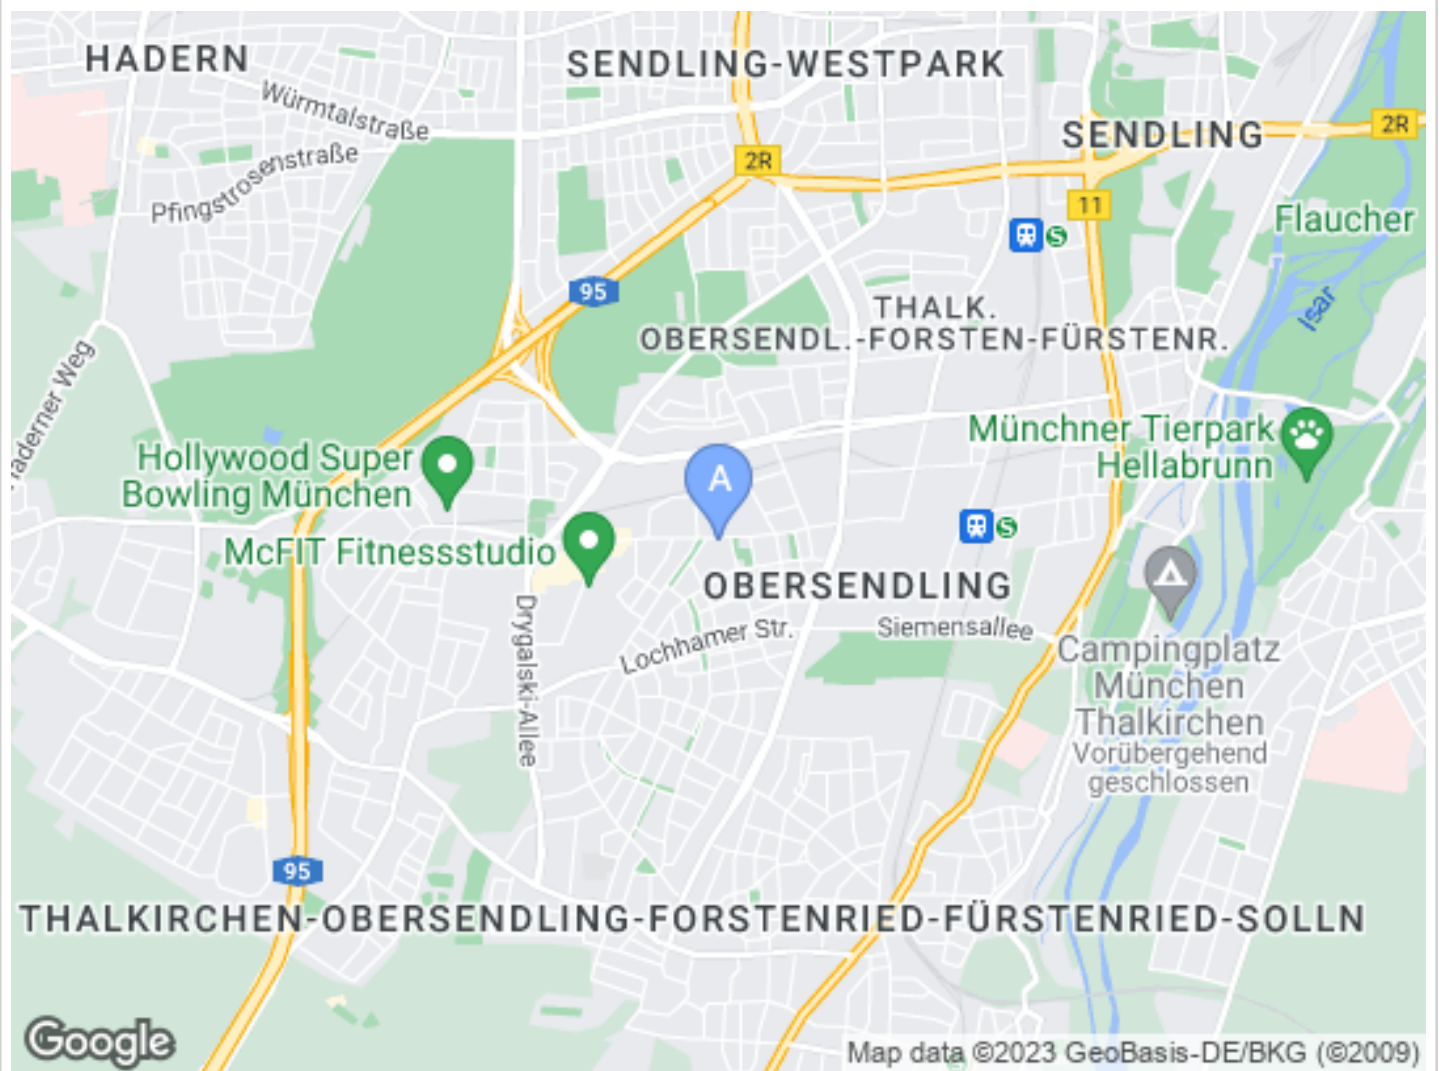 HADERN
SENDLING-WESTPARK
Würmtalstraße
2R
SENDLING
Pfingstrosenstraße
2R
11
Flaucher
S
95
Isar
THALK.
OBERSENDL.-FORSTEN-FÜRSTENR.
Haderner Weg
Münchner Tierpark
Hellabrunn
Hollywood Super
Bowling München
A
McFIT Fitnessstudio
S
OBERSENDLING
Drygalski-Allee
Lochhamer Str.
Siemensallee
Campingplatz
München
Thalkirchen
Vorübergehend
geschlossen
95
THALKIRCHEN-OBERSENDLING-FORSTENRIED-FÜRSTENRIED-SOLLN
Google
Map data ©2023 GeoBasis-DE/BKG (©2009)